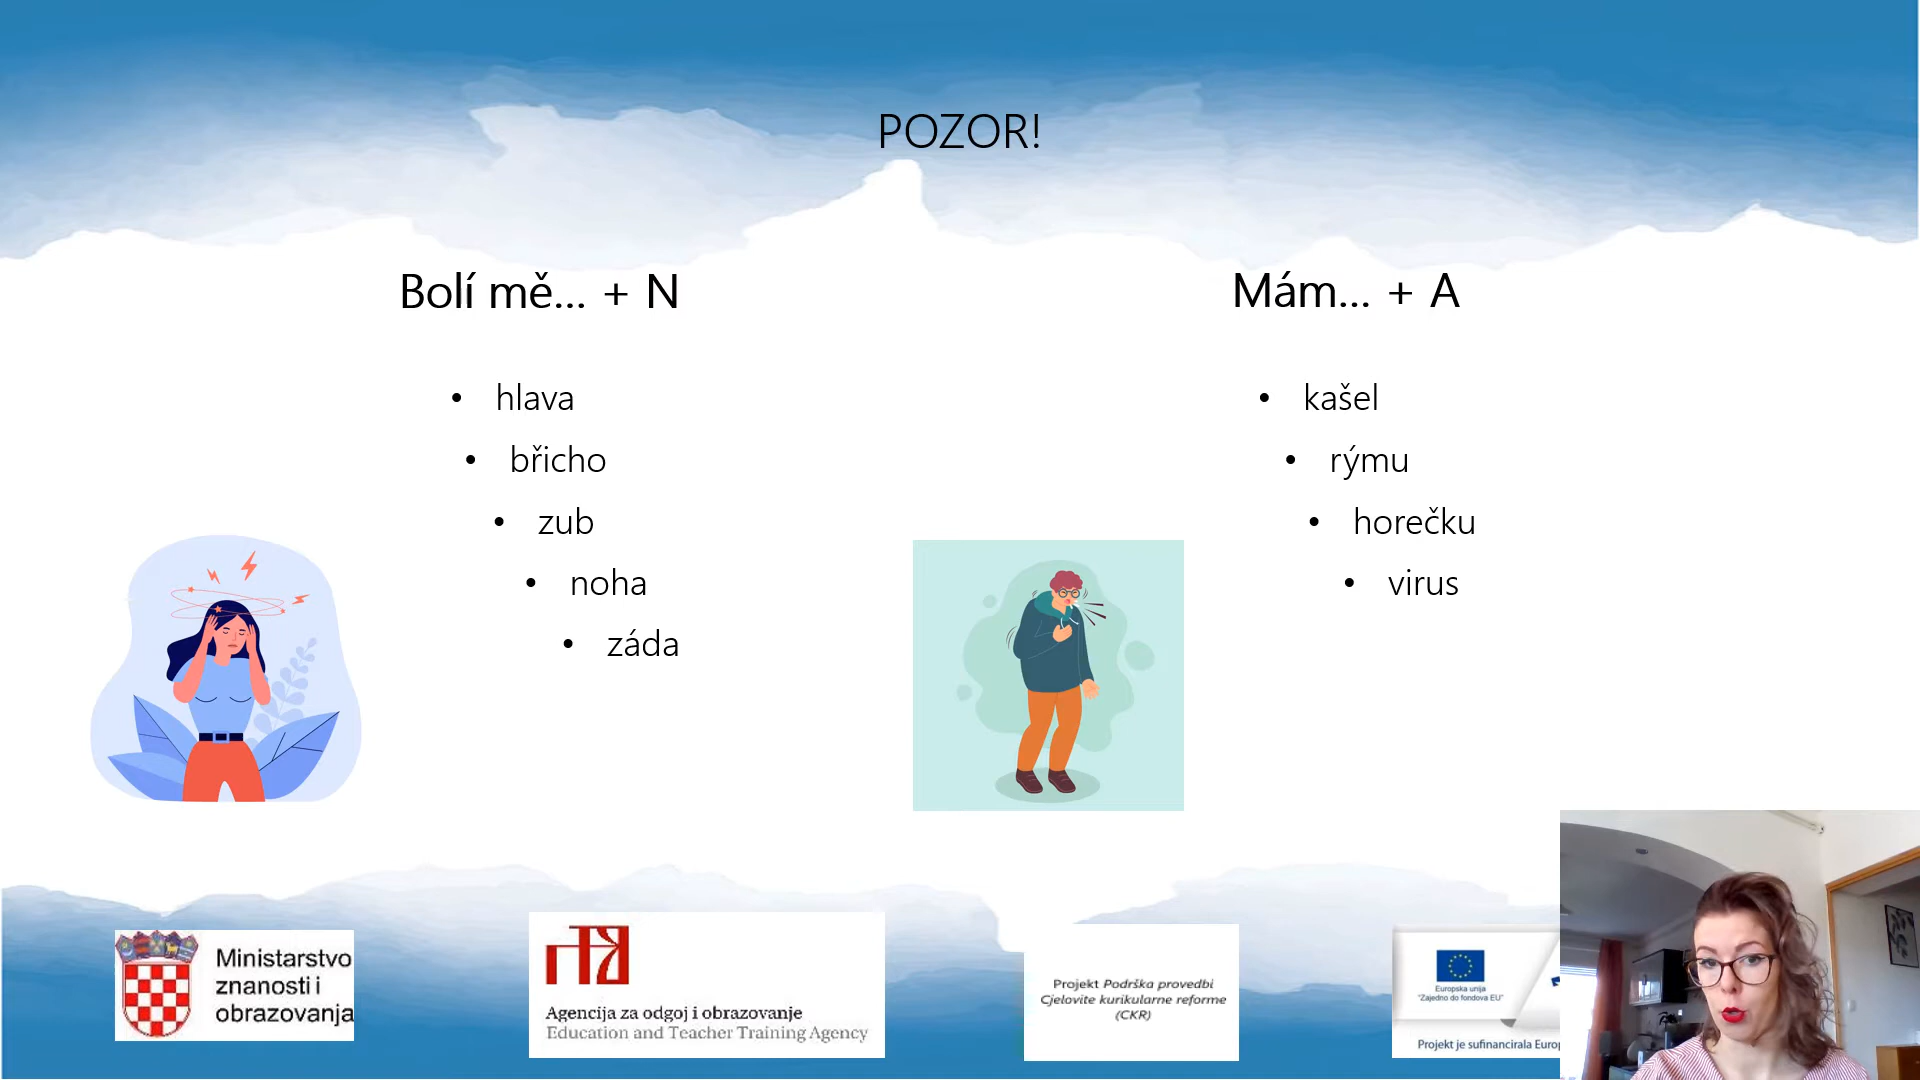 POZOR!
Bolí mě... + N
• hlava
• břicho
• zub
• noha
• záda
Mám... + A
• kašel
• rýmu
• horečku
• virus
Ministarstvo
znanosti i
obrazovanja
Agencija za odgoj i obrazovanje
Education and Teacher Training Agency
Projekt Podrška provedbi
Cjelovite kurikularne reforme
(CKR)
Europska unija
"Zajedno do fondova EU"
Projekt je sufinancirala Europ